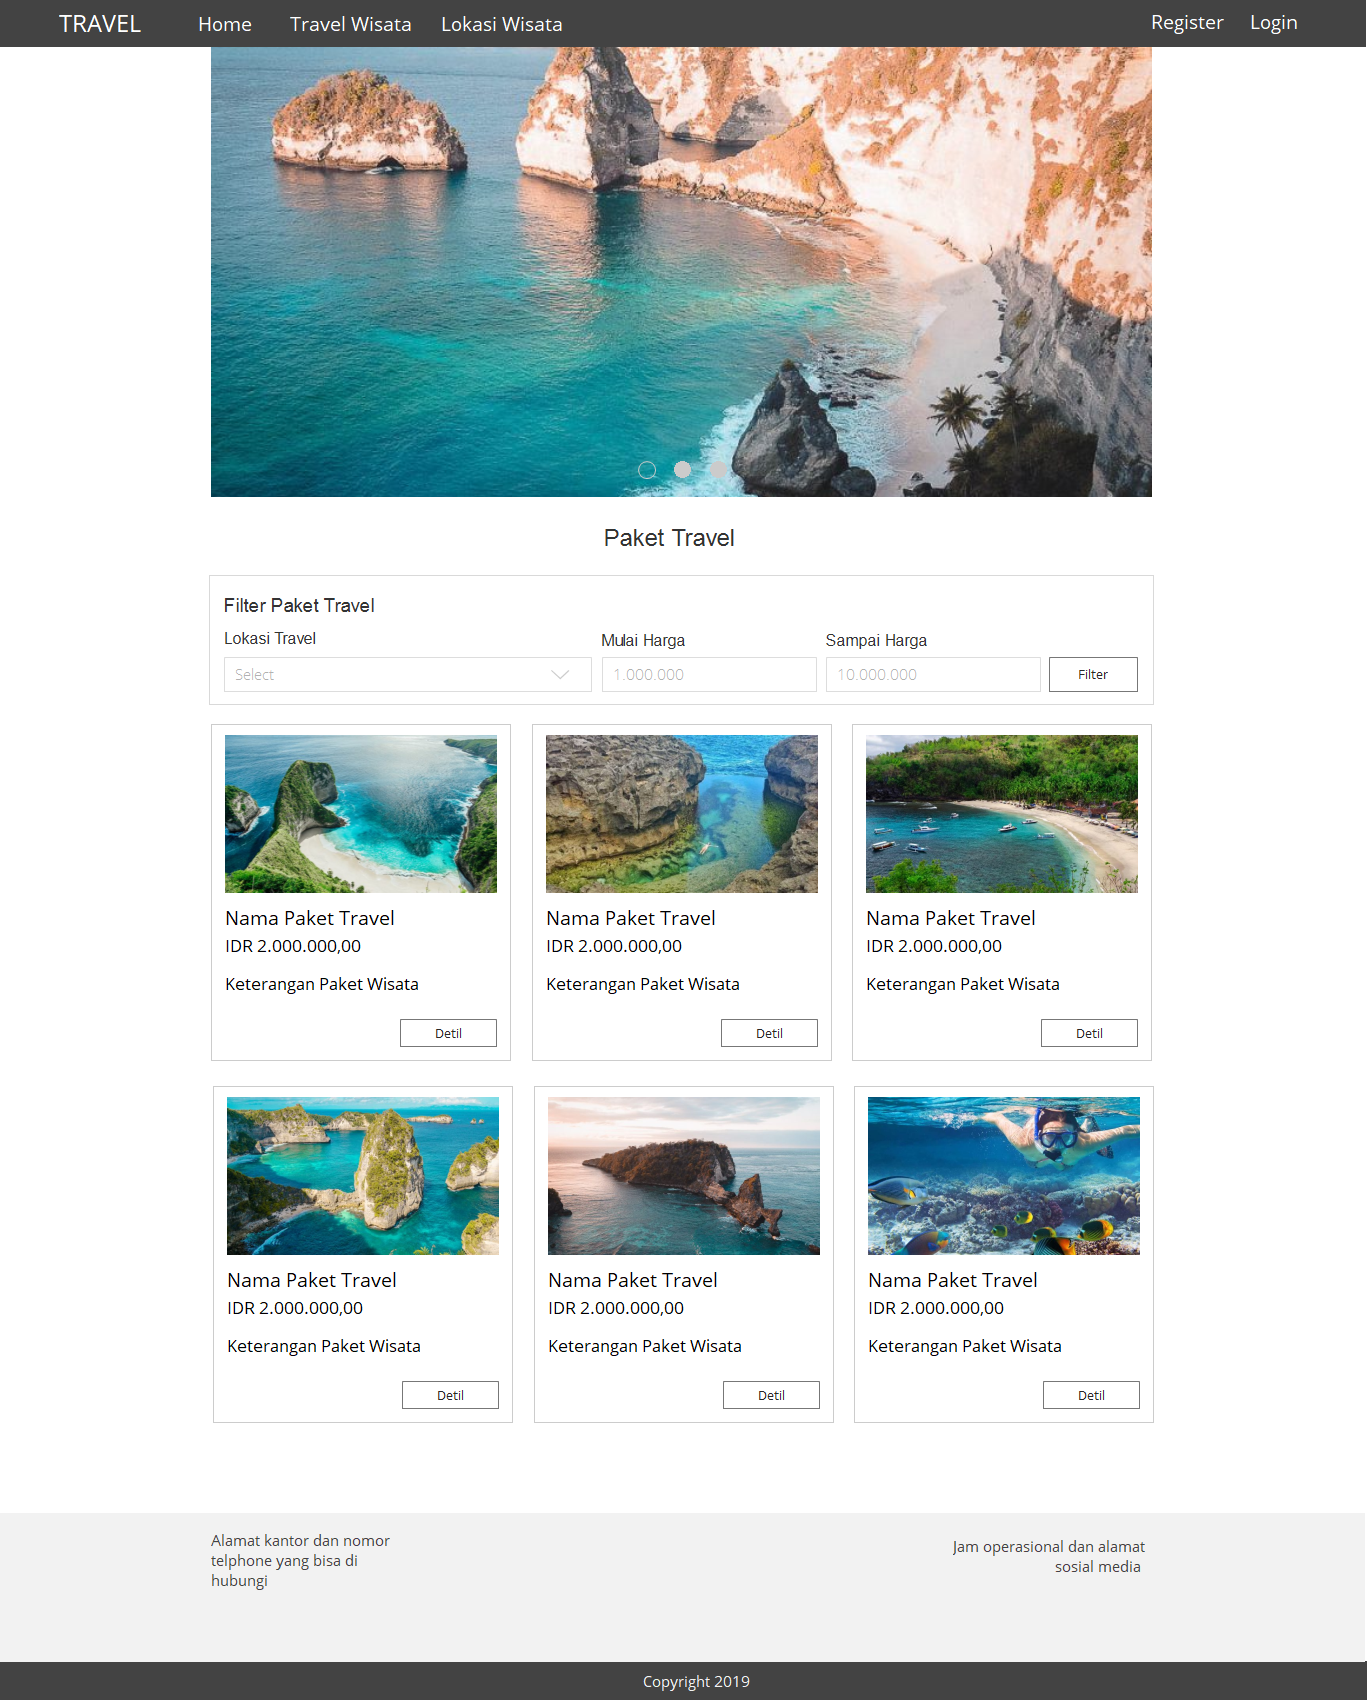 TRAVEL Home Travel Wisata Lokasi Wisata Register Login
Paket Travel
Filter Paket Travel
Lokasi Travel Mulai Harga Sampai Harga
Select 1.000.000 10.000.000 Filter
Nama Paket Travel Nama Paket Travel Nama Paket Travel
IDR 2.000.000,00 IDR 2.000.000,00 IDR 2.000.000,00
Keterangan Paket Wisata Keterangan Paket Wisata Keterangan Paket Wisata
Detil Detil Detil
Nama Paket Travel Nama Paket Travel Nama Paket Travel
IDR 2.000.000,00 IDR 2.000.000,00 IDR 2.000.000,00
Keterangan Paket Wisata Keterangan Paket Wisata Keterangan Paket Wisata
Detil Detil Detil
Alamat kantor dan nomor
telphone yang bisa di
hubungi
Jam operasional dan alamat
sosial media
Copyright 2019